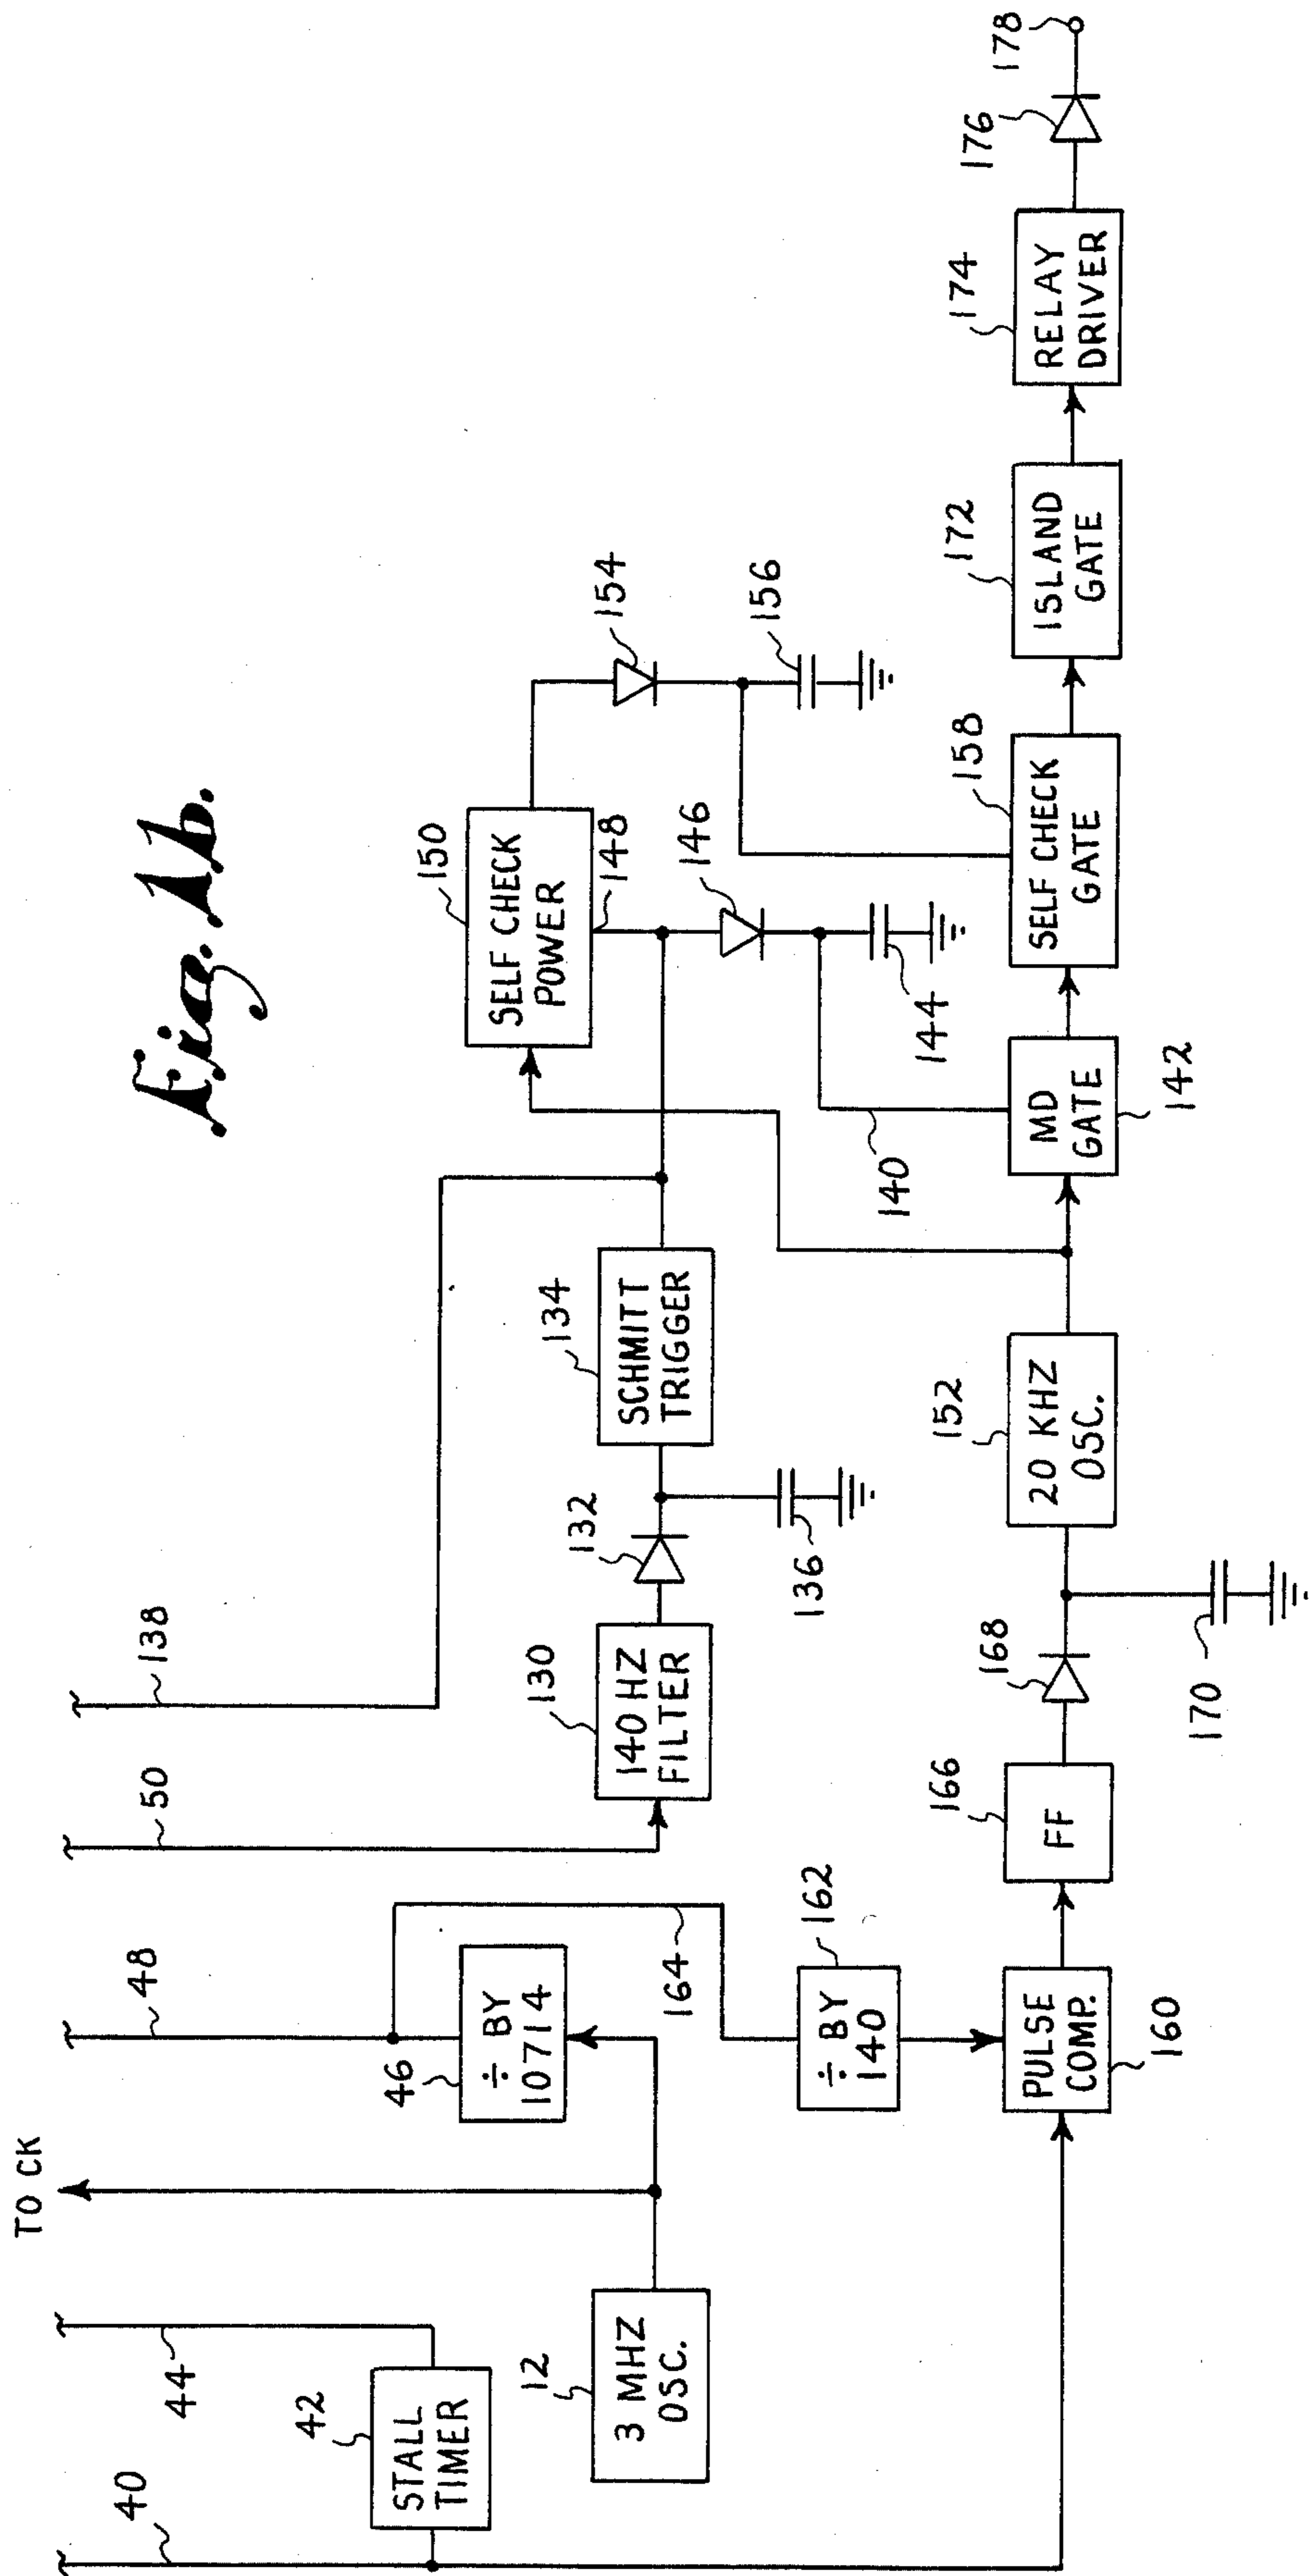 Fig. 1b.
TO CK
40
44
48
50
138
STALL
TIMER
42
3 MHZ
OSC.
12
÷ BY
10714
46
164
÷ BY
140
162
140 HZ
FILTER
130
132
136
SCHMITT
TRIGGER
134
SELF CHECK
POWER
150
148
146
144
140
154
156
PULSE
COMP.
160
FF
166
168
170
20 KHZ
OSC.
152
MD
GATE
142
SELF CHECK
GATE
158
ISLAND
GATE
172
RELAY
DRIVER
174
176
178